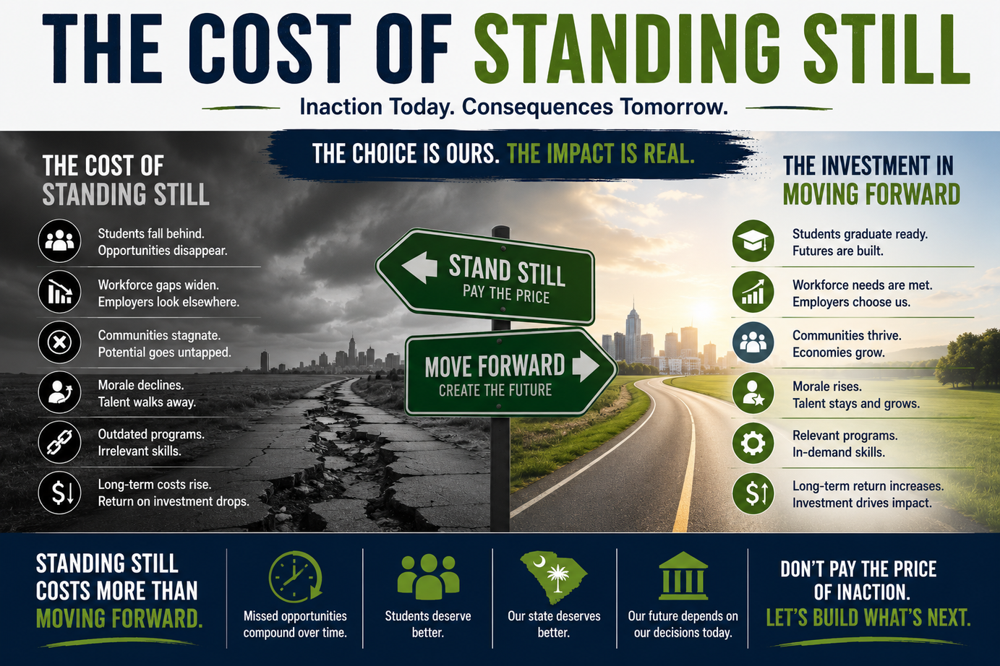 THE COST OF STANDING STILL
Inaction Today. Consequences Tomorrow.
THE CHOICE IS OURS. THE IMPACT IS REAL.
THE COST OF
STANDING STILL
Students fall behind.
Opportunities disappear.
Workforce gaps widen.
Employers look elsewhere.
Communities stagnate.
Potential goes untapped.
Morale declines.
Talent walks away.
Outdated programs.
Irrelevant skills.
Long-term costs rise.
Return on investment drops.
STAND STILL
PAY THE PRICE
MOVE FORWARD
CREATE THE FUTURE
THE INVESTMENT IN
MOVING FORWARD
Students graduate ready.
Futures are built.
Workforce needs are met.
Employers choose us.
Communities thrive.
Economies grow.
Morale rises.
Talent stays and grows.
Relevant programs.
In-demand skills.
Long-term return increases.
Investment drives impact.
STANDING STILL
COSTS MORE THAN
MOVING FORWARD.
Missed opportunities
compound over time.
Students deserve
better.
Our state deserves
better.
Our future depends on
our decisions today.
DON'T PAY THE PRICE
OF INACTION.
LET'S BUILD WHAT'S NEXT.